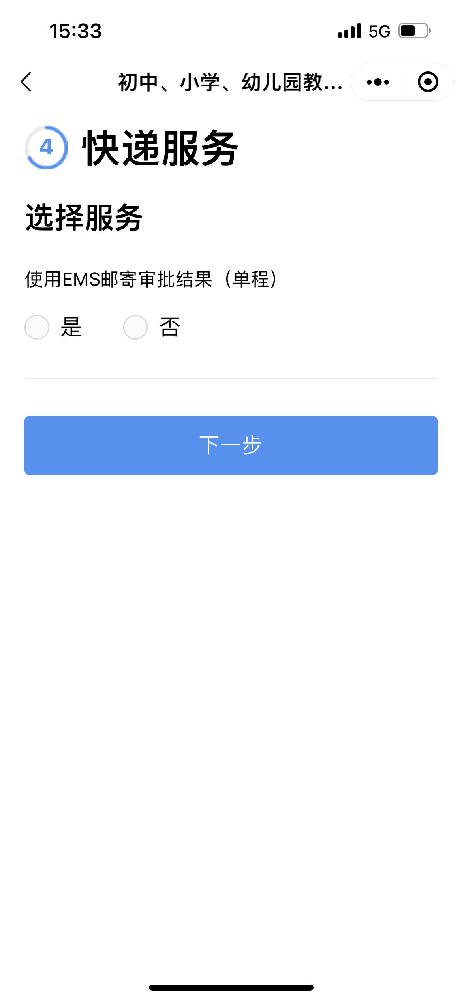 15:33
5G
初中、小学、幼儿园教...
4
快递服务
选择服务
使用EMS邮寄审批结果（单程）
是
否
下一步